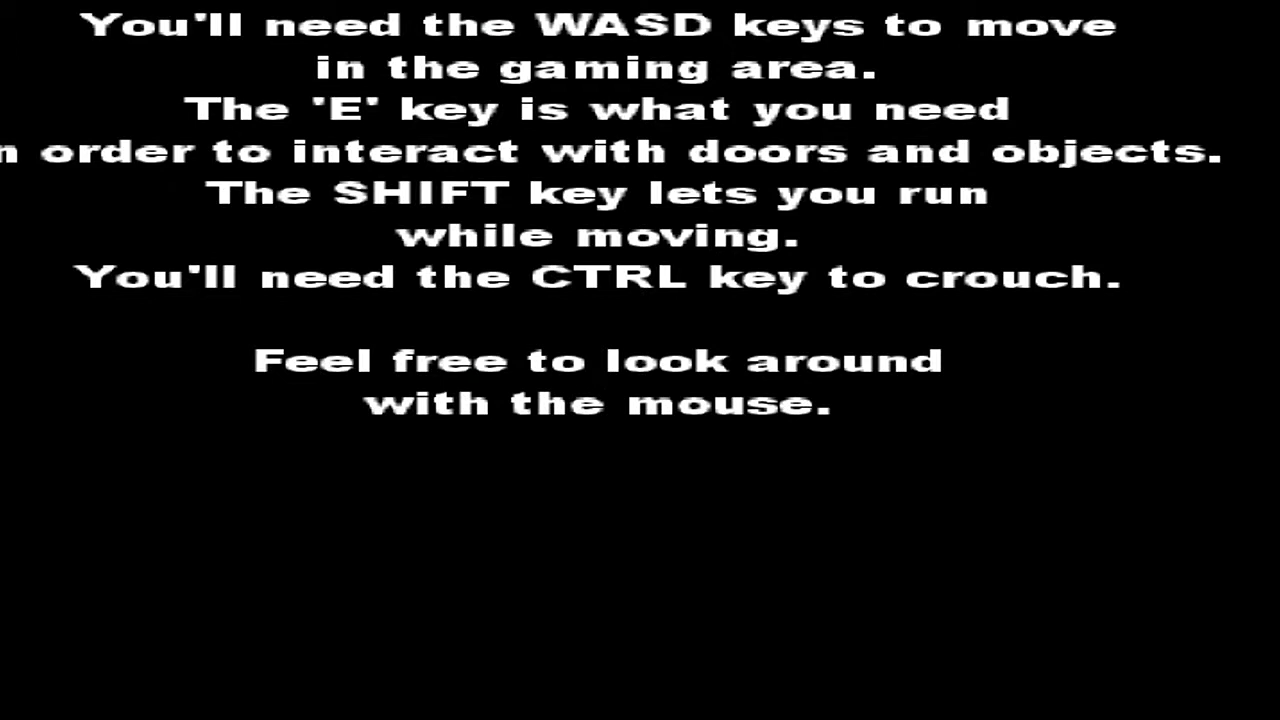 You'll need the WASD keys to move
in the gaming area.
The 'E' key is what you need
n order to interact with doors and objects.
The SHIFT key lets you run
while moving.
You'll need the CTRL key to crouch.
Feel free to look around
with the mouse.